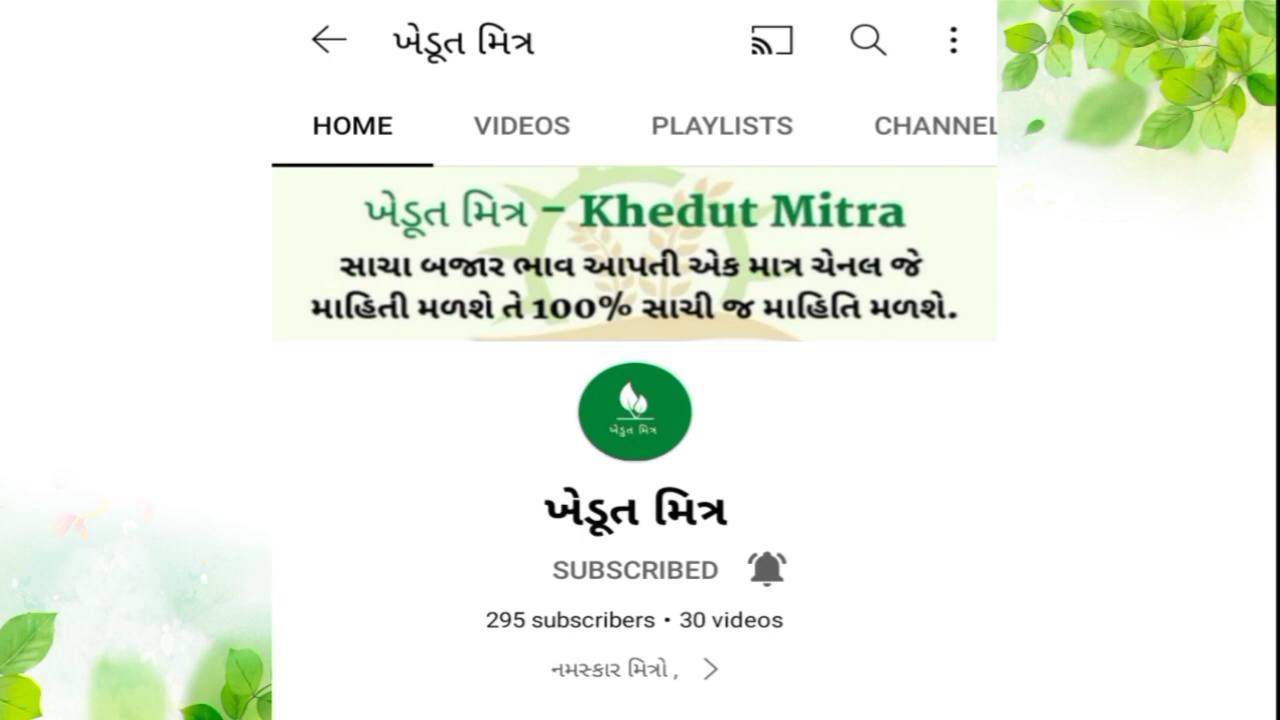 ખેડૂત મિત્ર
HOME VIDEOS PLAYLISTS CHANNEL
ખેડૂત મિત્ર – Khedut Mitra
સાચા બજાર ભાવ આપતી એક માત્ર ચેનલ જે
માહિતી મળશે તે 100% સાચી જ માહિતિ મળશે.
ખેડુત મિત્ર
ખેડૂત મિત્ર
SUBSCRIBED
295 subscribers • 30 videos
નમસ્કાર મિત્રો ,